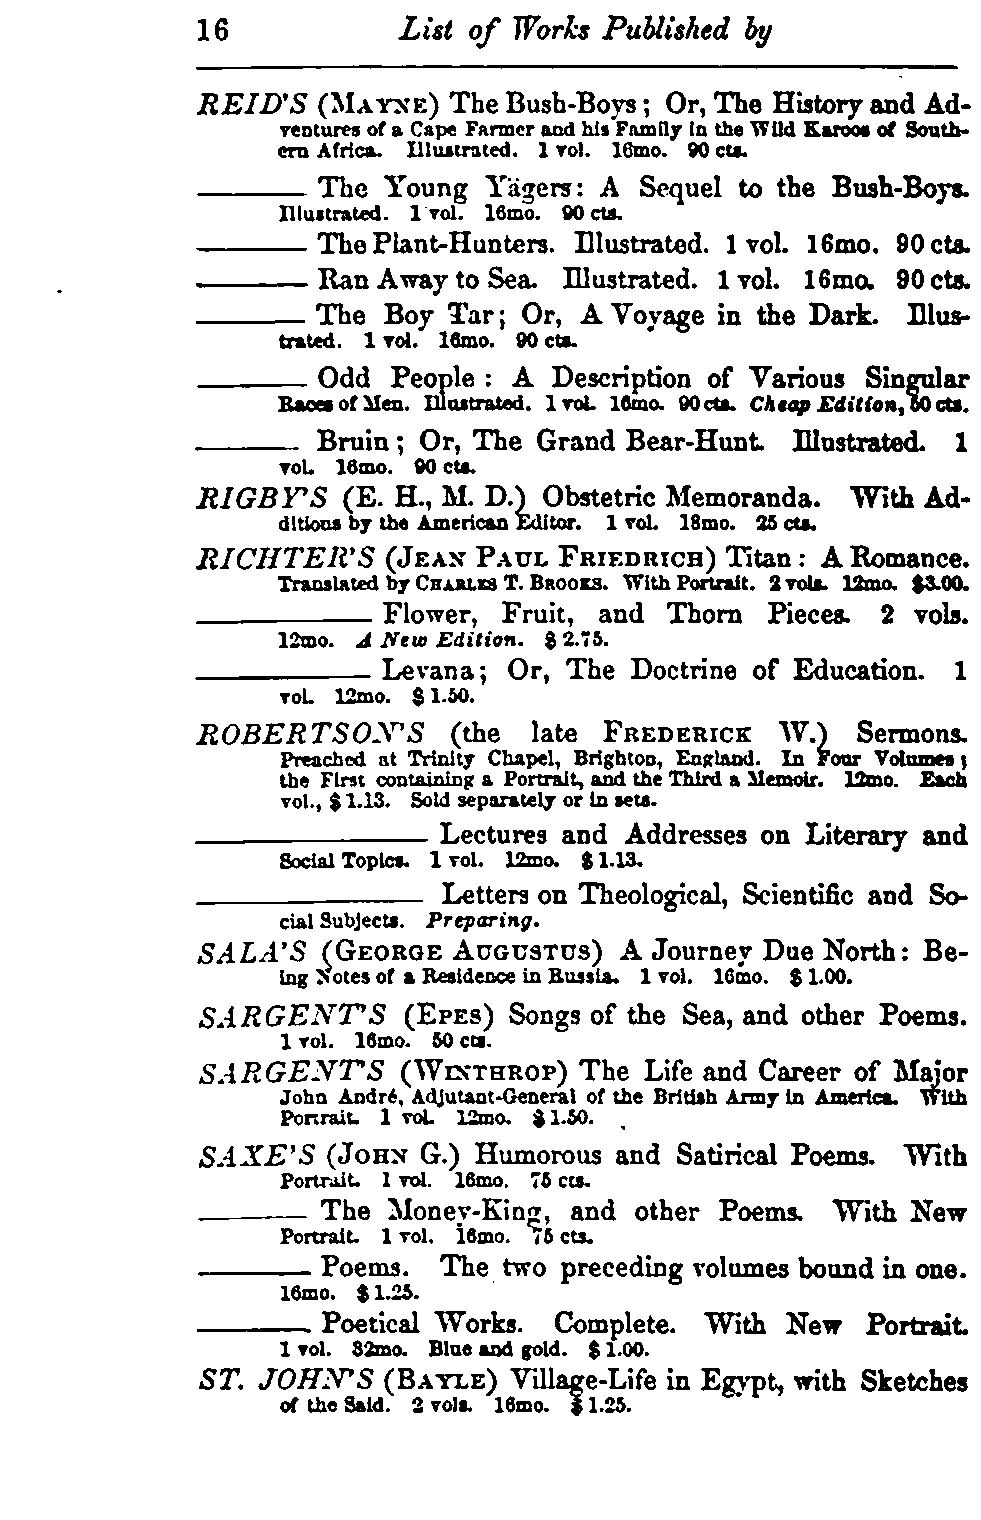 16 List of Works Published by
REID'S (MAYNE) The Bush-Boys; Or, The History and Ad-
ventures of a Cape Farmer and his Family in the Wild Karoos of South-
ern Africa. Illustrated. 1 vol. 16mo. 90 cts.
——— The Young Yägers: A Sequel to the Bush-Boys.
Illustrated. 1 vol. 16mo. 90 cts.
——— The Plant-Hunters. Illustrated. 1 vol. 16mo. 90 cts.
——— Ran Away to Sea. Illustrated. 1 vol. 16mo. 90 cts.
——— The Boy Tar; Or, A Voyage in the Dark. Illus-
trated. 1 vol. 16mo. 90 cts.
——— Odd People: A Description of Various Singular
Races of Men. Illustrated. 1 vol. 16mo. 90 cts. Cheap Edition, 50 cts.
——— Bruin; Or, The Grand Bear-Hunt. Illustrated. 1
vol. 16mo. 90 cts.
RIGBY'S (E. H., M. D.) Obstetric Memoranda. With Ad-
ditions by the American Editor. 1 vol. 18mo. 25 cts.
RICHTER'S (JEAN PAUL FRIEDRICH) Titan: A Romance.
Translated by CHARLES T. BROOKS. With Portrait. 2 vols. 12mo. $3.00.
——— Flower, Fruit, and Thorn Pieces. 2 vols.
12mo. A New Edition. $2.75.
——— Levana; Or, The Doctrine of Education. 1
vol. 12mo. $1.50.
ROBERTSON'S (the late FREDERICK W.) Sermons.
Preached at Trinity Chapel, Brighton, England. In Four Volumes;
the First containing a Portrait, and the Third a Memoir. 12mo. Each
vol., $1.13. Sold separately or in sets.
——— Lectures and Addresses on Literary and
Social Topics. 1 vol. 12mo. $1.13.
——— Letters on Theological, Scientific and So-
cial Subjects. Preparing.
SALA'S (GEORGE AUGUSTUS) A Journey Due North: Be-
ing Notes of a Residence in Russia. 1 vol. 16mo. $1.00.
SARGENT'S (EPES) Songs of the Sea, and other Poems.
1 vol. 16mo. 50 cts.
SARGENT'S (WINTHROP) The Life and Career of Major
John André, Adjutant-General of the British Army in America. With
Portrait. 1 vol. 12mo. $1.50.
SAXE'S (JOHN G.) Humorous and Satirical Poems. With
Portrait. 1 vol. 16mo. 75 cts.
——— The Money-King, and other Poems. With New
Portrait. 1 vol. 16mo. 75 cts.
——— Poems. The two preceding volumes bound in one.
16mo. $1.25.
——— Poetical Works. Complete. With New Portrait.
1 vol. 32mo. Blue and gold. $1.00.
ST. JOHN'S (BAYLE) Village-Life in Egypt, with Sketches
of the Said. 2 vols. 16mo. $1.25.